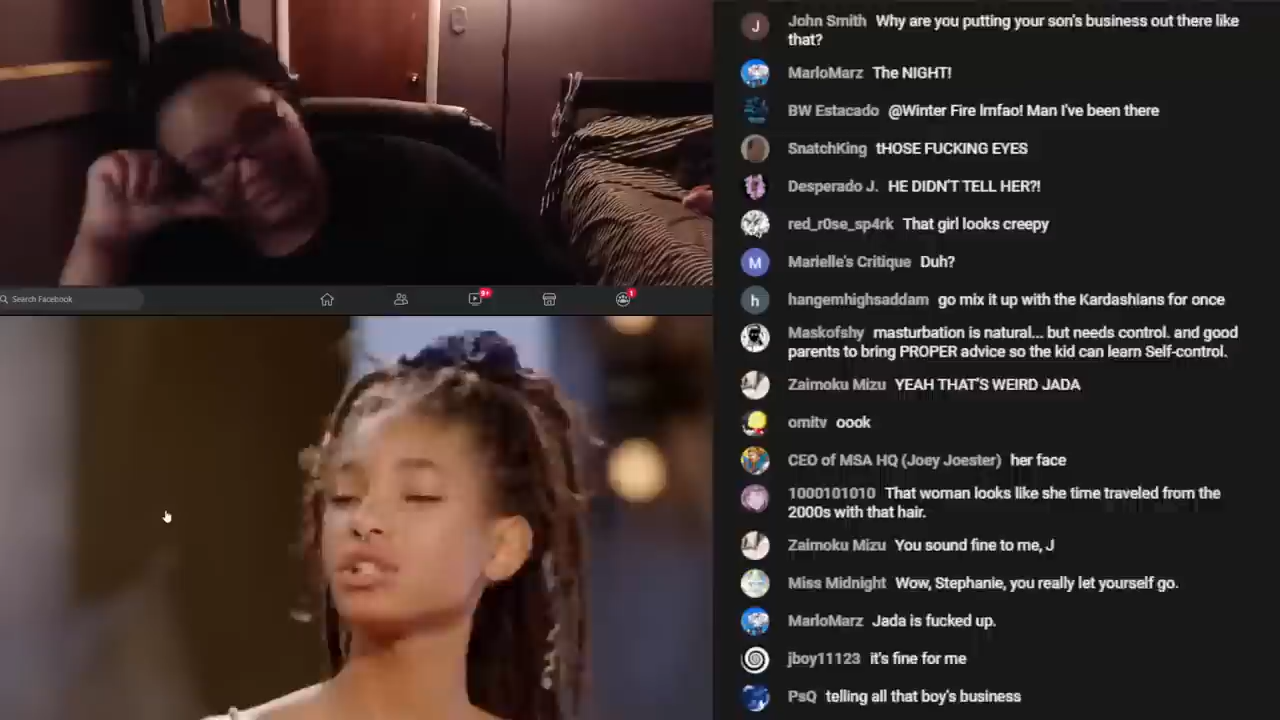 John Smith Why are you putting your son's business out there like
that?
MarloMarz The NIGHT!
BW Estacado @Winter Fire lmfao! Man I've been there
SnatchKing tHOSE FUCKING EYES
Desperado J. HE DIDN'T TELL HER?!
red_r0se_sp4rk That girl looks creepy
M Marielle's Critique Duh?
h hangemhighsaddam go mix it up with the Kardashians for once
Maskofshy masturbation is natural... but needs control. and good
parents to bring PROPER advice so the kid can learn Self-control.
Zaimoku Mizu YEAH THAT'S WEIRD JADA
omitv oook
CEO of MSA HQ (Joey Joester) her face
1000101010 That woman looks like she time traveled from the
2000s with that hair.
Zaimoku Mizu You sound fine to me, J
Miss Midnight Wow, Stephanie, you really let yourself go.
MarloMarz Jada is fucked up.
jboy11123 it's fine for me
PsQ telling all that boy's business
Search Facebook
9+
1
J